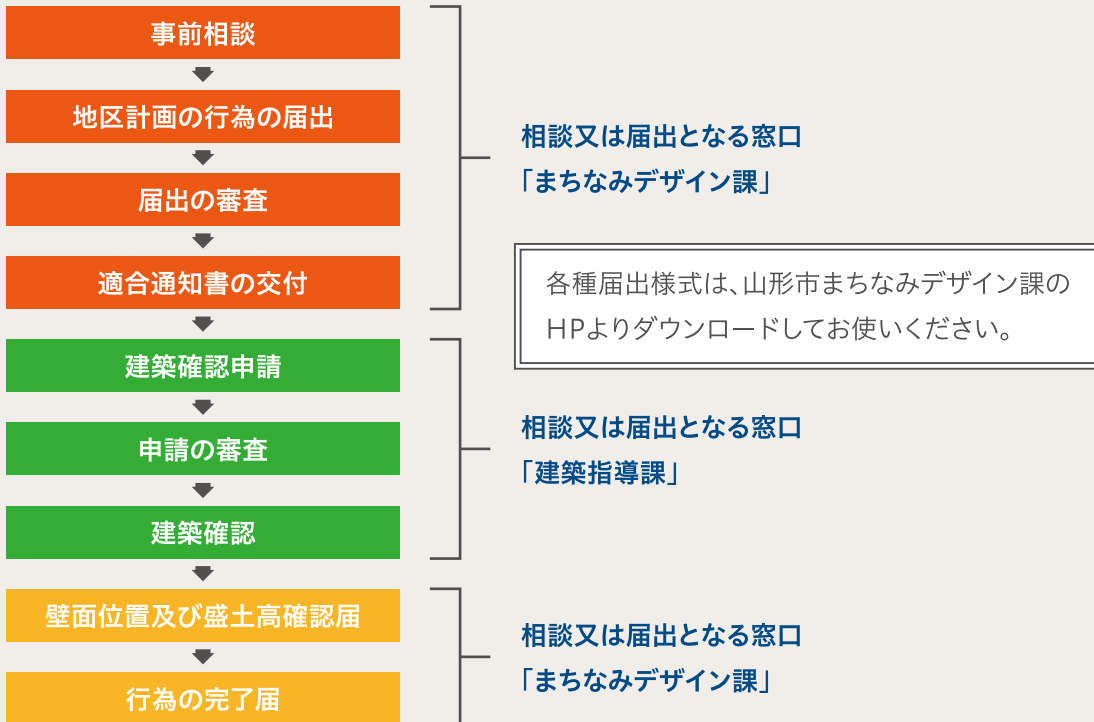 事前相談
地区計画の行為の届出
届出の審査
適合通知書の交付
相談又は届出となる窓口
「まちなみデザイン課」
各種届出様式は、山形市まちなみデザイン課の
HPよりダウンロードしてお使いください。
建築確認申請
申請の審査
建築確認
相談又は届出となる窓口
「建築指導課」
壁面位置及び盛土高確認届
行為の完了届
相談又は届出となる窓口
「まちなみデザイン課」